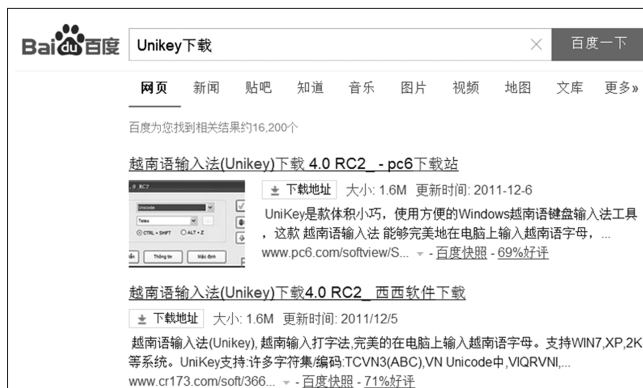 Bai du 百度
Unikey下载
百度一下
网页 新闻 贴吧 知道 音乐 图片 视频 地图 文库 更多»
百度为您找到相关结果约16,200个
越南语输入法(Unikey)下载 4.0 RC2_ - pc6下载站
下载地址 大小: 1.6M 更新时间: 2011-12-6
UniKey是款体积小巧，使用方便的Windows越南语键盘输入法工具
，这款 越南语输入法 能够完美地在电脑上输入越南语字母，...
www.pc6.com/softview/S... - 百度快照 - 69%好评
.0 RC2
Unicode
Telex
CTRL + SHIFT ALT + Z
Thông tin Mặc định
越南语输入法(Unikey)下载4.0 RC2_ 西西软件下载
下载地址 大小: 1.6M 更新时间: 2011/12/5
越南语输入法(Unikey), 越南输入打字法,完美的在电脑上输入越南语字母。支持WIN7,XP,2K
等系统。UniKey支持:许多字符集/编码:TCVN3(ABC),VN Unicode中,VIQRVNI,...
www.cr173.com/soft/366... - 百度快照 - 71%好评